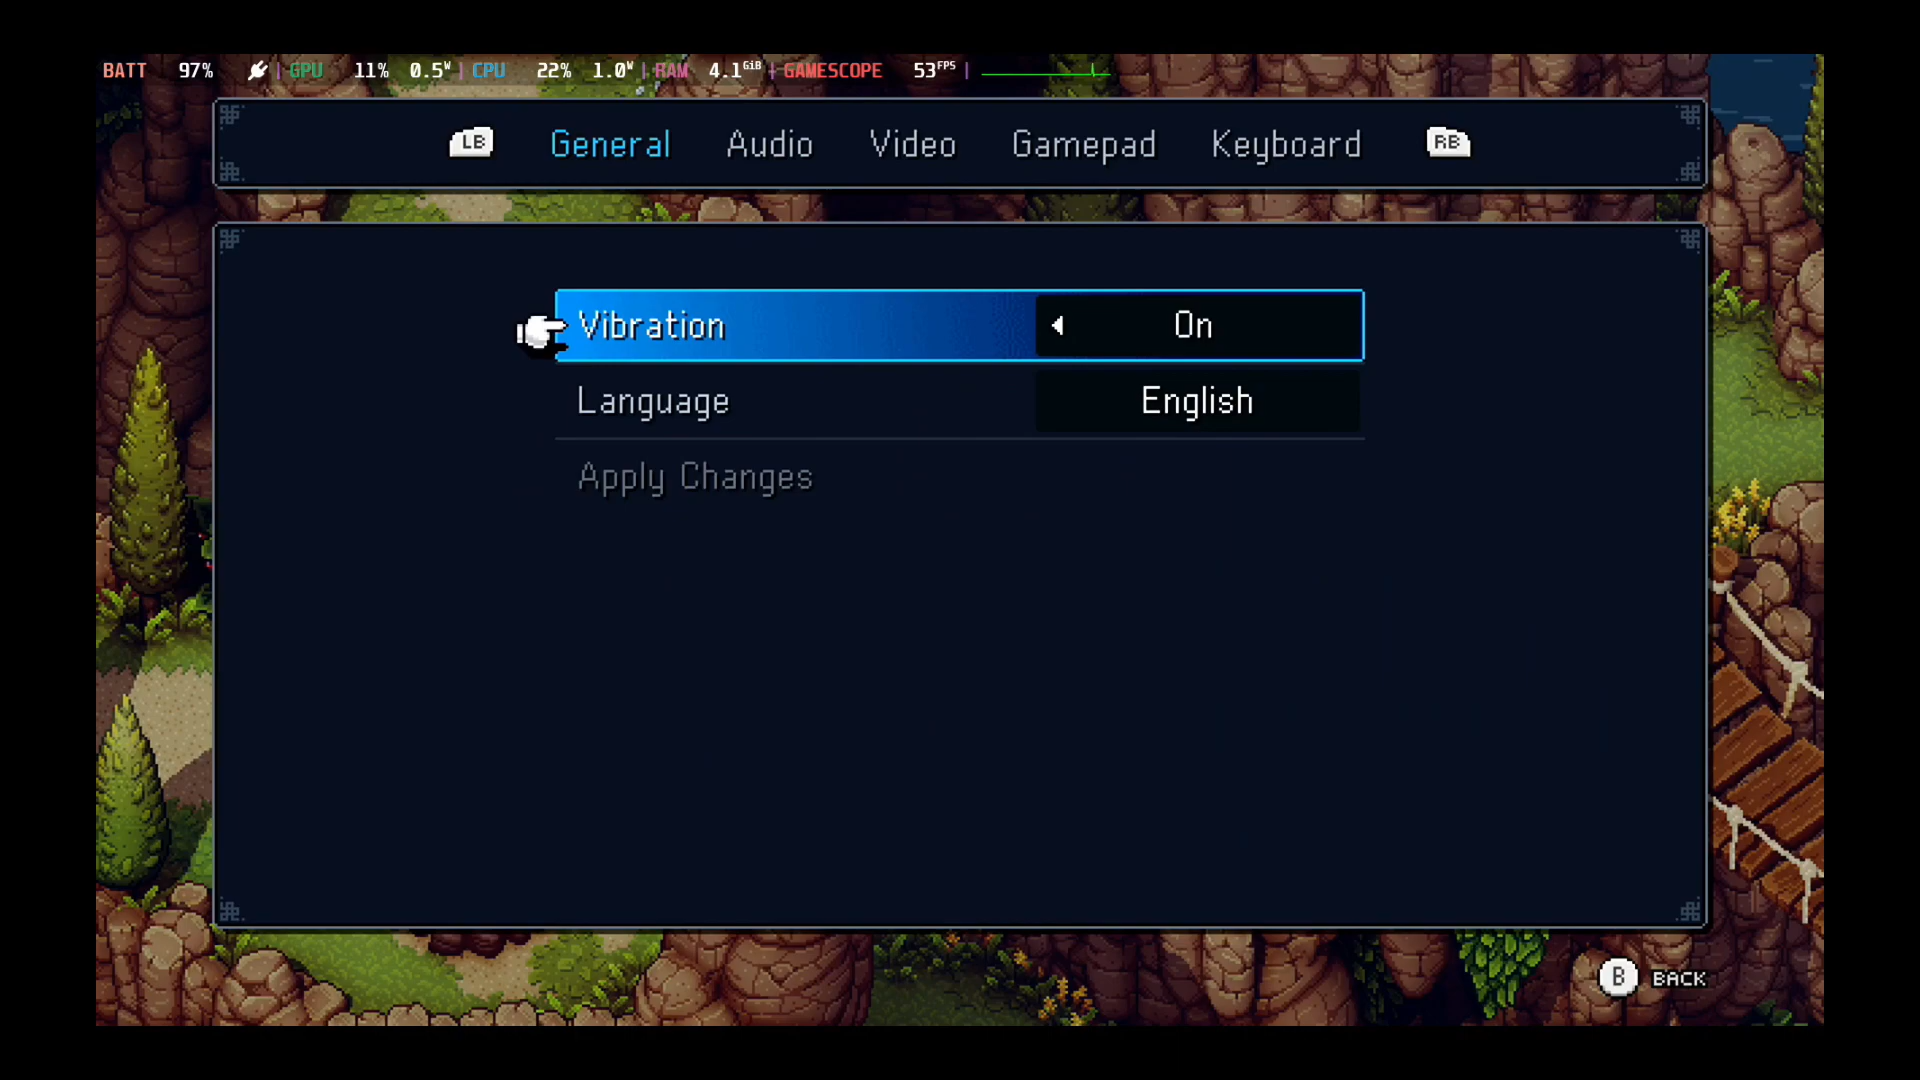 BATT 97% | GPU 11% 0.5W | CPU 22% 1.0W | RAM 4.1GiB | GAMESCOPE 53FPS |
LB General Audio Video Gamepad Keyboard RB
Vibration On
Language English
Apply Changes
B BACK